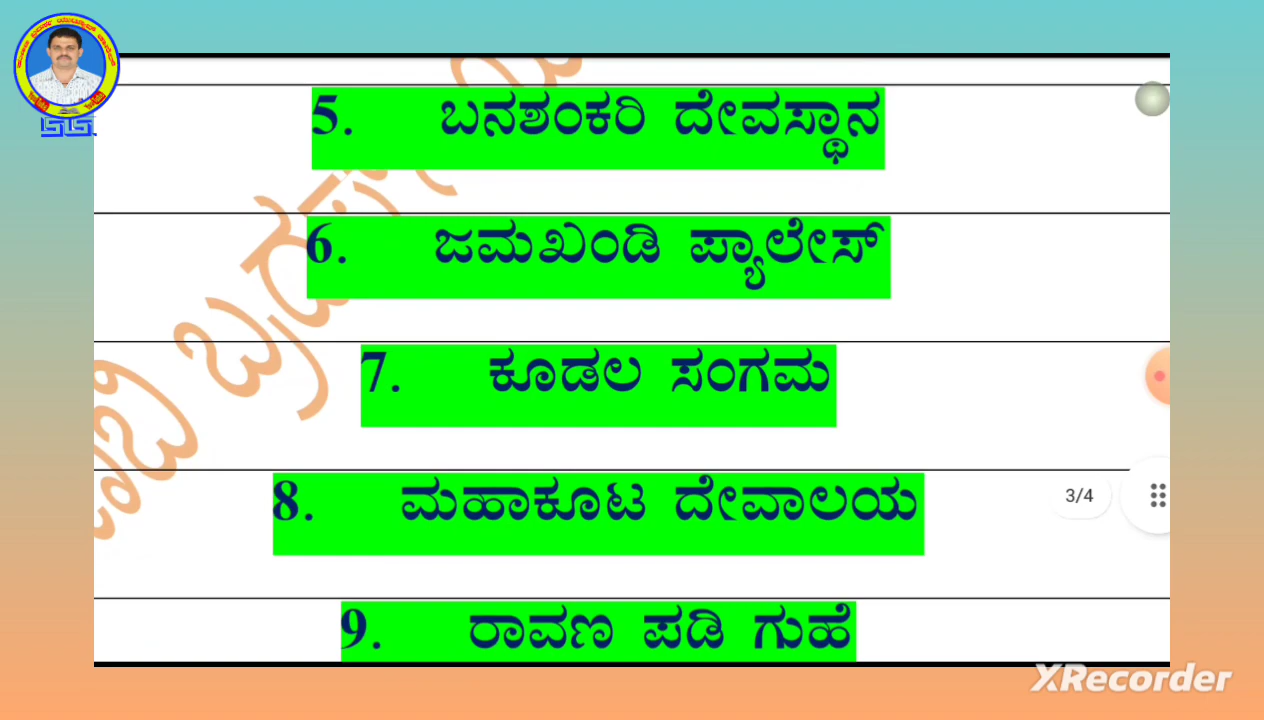 5. ಬನಶಂಕರಿ ದೇವಸ್ಥಾನ
6. ಜಮಖಂಡಿ ಪ್ಯಾಲೇಸ್
7. ಕೂಡಲ ಸಂಗಮ
8. ಮಹಾಕೂಟ ದೇವಾಲಯ
3/4
9. ರಾವಣ ಪಡಿ ಗುಹೆ
XRecorder